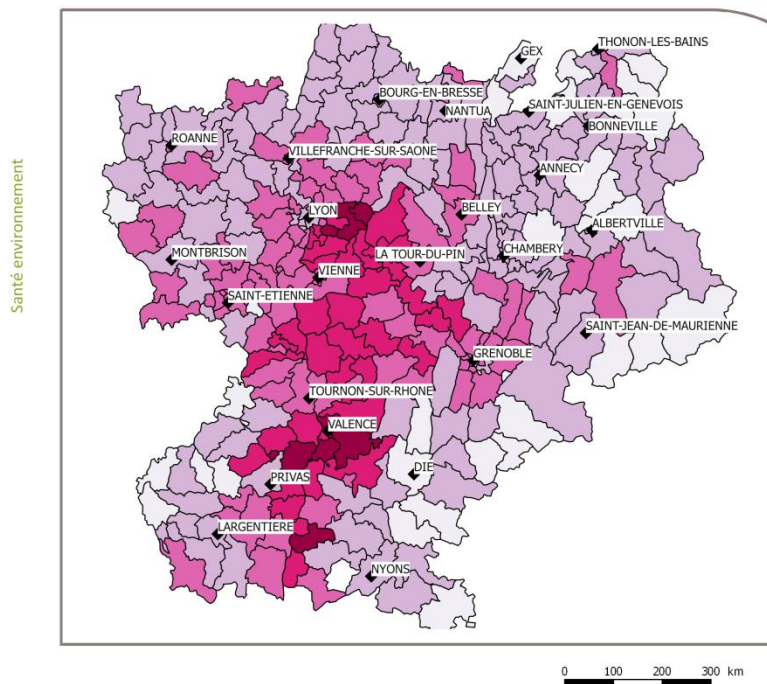 Santé environnement
GEX
THONON-LES-BAINS
BOURG-EN-BRESSE
NANTUA
SAINT-JULIEN-EN-GENEVOIS
BONNEVILLE
ROANNE
VILLEFRANCHE-SUR-SAONE
ANNECY
LYON
BELLEY
ALBERTVILLE
MONTBRISON
LA TOUR-DU-PIN
CHAMBERY
VIENNE
SAINT-ETIENNE
SAINT-JEAN-DE-MAURIENNE
GRENOBLE
TOURNON-SUR-RHONE
VALENCE
DIE
PRIVAS
LARGENTIERE
NYONS
0 100 200 300 km